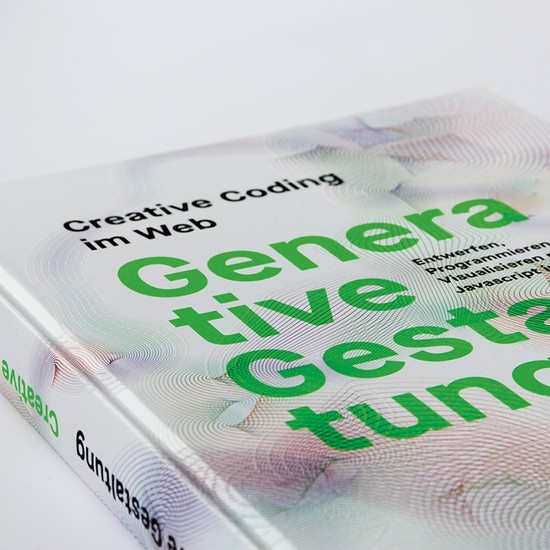 Creative Coding
im Web
Genera
tive
Gesta
tung
Entwerfen,
Programmieren,
Visualisieren
Javascript
Creative
Gestaltung